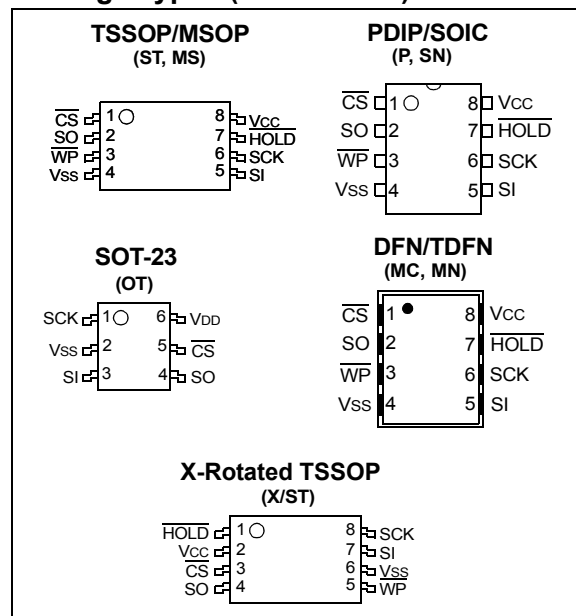 TSSOP/MSOP
(ST, MS)
CS 1 8 Vcc
SO 2 7 HOLD
WP 3 6 SCK
Vss 4 5 SI
PDIP/SOIC
(P, SN)
CS 1 8 Vcc
SO 2 7 HOLD
WP 3 6 SCK
Vss 4 5 SI
SOT-23
(OT)
SCK 1 6 VDD
Vss 2 5 CS
SI 3 4 SO
DFN/TDFN
(MC, MN)
CS 1 8 Vcc
SO 2 7 HOLD
WP 3 6 SCK
Vss 4 5 SI
X-Rotated TSSOP
(X/ST)
HOLD 1 8 SCK
Vcc 2 7 SI
CS 3 6 Vss
SO 4 5 WP